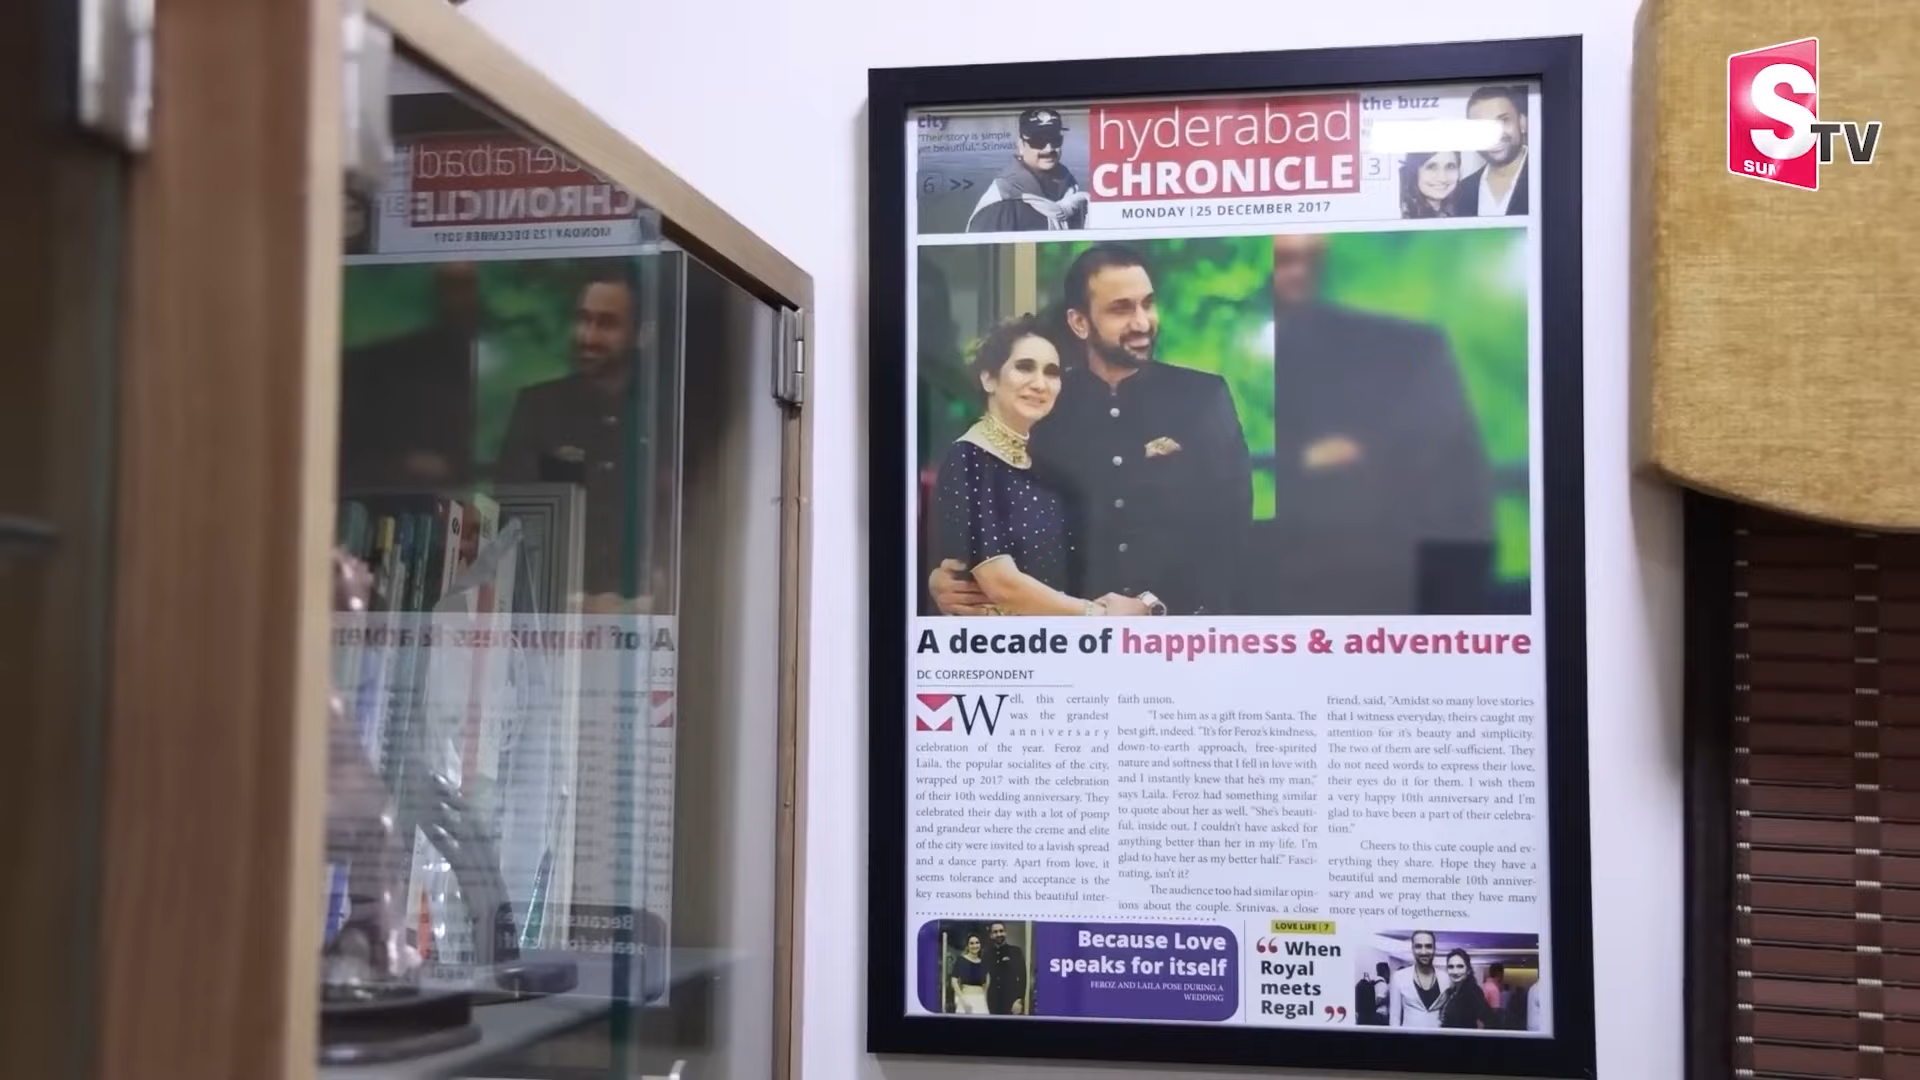 S
SUN TV
city
"Their story is simple
yet beautiful," Srinivas
6 >>
hyderabad
CHRONICLE
MONDAY | 25 DECEMBER 2017
the buzz
3
A decade of happiness & adventure
DC CORRESPONDENT
Well, this certainly
was the grandest
anniversary
celebration of the year. Feroz and
Laila, the popular socialites of the city,
wrapped up 2017 with the celebration
of their 10th wedding anniversary. They
celebrated their day with a lot of pomp
and grandeur where the creme and elite
of the city were invited to a lavish spread
and a dance party. Apart from love, it
seems tolerance and acceptance is the
key reasons behind this beautiful inter-
faith union.
"I see him as a gift from Santa. The
best gift, indeed. "It's for Feroz's kindness,
down-to-earth approach, free-spirited
nature and softness that I fell in love with
and I instantly knew that he's my man,"
says Laila. Feroz had something similar
to quote about her as well, "She's beauti-
ful, inside out. I couldn't have asked for
anything better than her in my life. I'm
glad to have her as my better half." Fasci-
nating, isn't it?
The audience too had similar opin-
ions about the couple. Srinivas, a close
friend, said, "Amidst so many love stories
that I witness everyday, theirs caught my
attention for it's beauty and simplicity.
The two of them are self-sufficient. They
do not need words to express their love,
their eyes do it for them. I wish them
a very happy 10th anniversary and I'm
glad to have been a part of their celebra-
tion."
Cheers to this cute couple and ev-
erything they share. Hope they have a
beautiful and memorable 10th anniver-
sary and we pray that they have many
more years of togetherness.
Because Love
speaks for itself
FEROZ AND LAILA POSE DURING A
WEDDING
LOVE LIFE | 7
“ When
Royal
meets
Regal ”